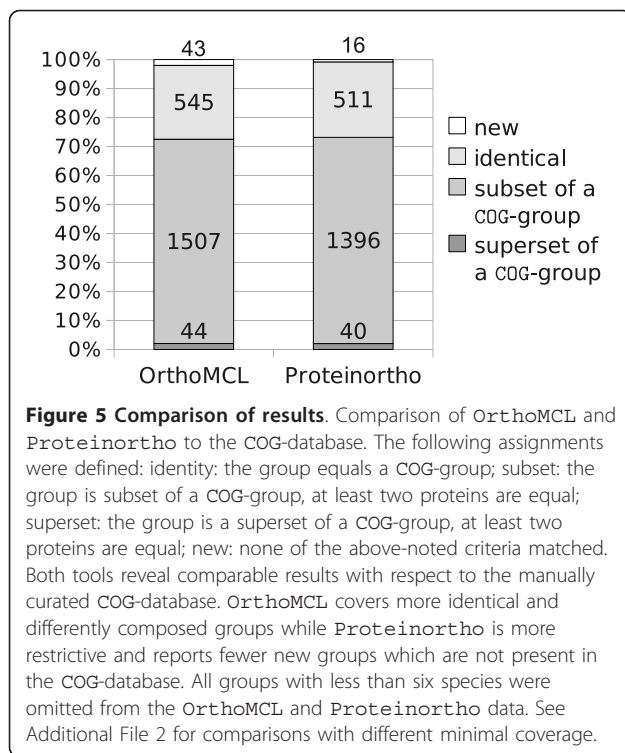 43 16
100%
90%
80%
70%
60%
50%
40%
30%
20%
10%
0%
545 511
1507 1396
44 40
OrthoMCL Proteinortho
new
identical
subset of a
COG-group
superset of
a COG-group
Figure 5 Comparison of results. Comparison of OrthoMCL and
Proteinortho to the COG-database. The following assignments
were defined: identity: the group equals a COG-group; subset: the
group is subset of a COG-group, at least two proteins are equal;
superset: the group is a superset of a COG-group, at least two
proteins are equal; new: none of the above-noted criteria matched.
Both tools reveal comparable results with respect to the manually
curated COG-database. OrthoMCL covers more identical and
differently composed groups while Proteinortho is more
restrictive and reports fewer new groups which are not present in
the COG-database. All groups with less than six species were
omitted from the OrthoMCL and Proteinortho data. See
Additional File 2 for comparisons with different minimal coverage.